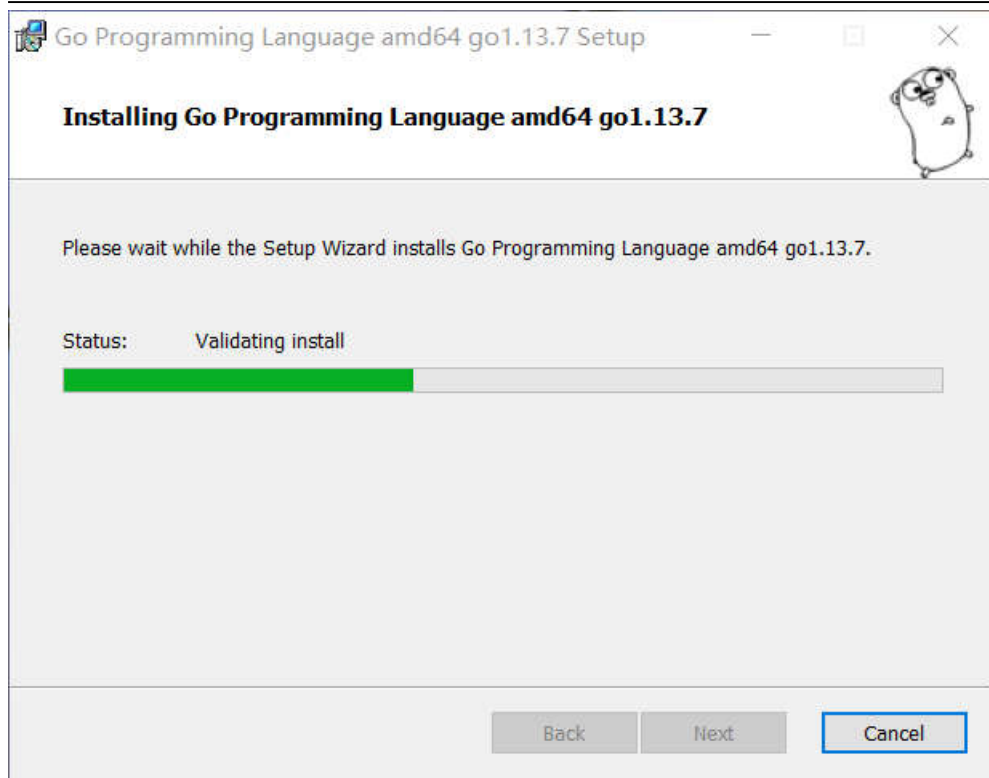 Go Programming Language amd64 go1.13.7 Setup
Installing Go Programming Language amd64 go1.13.7
Please wait while the Setup Wizard installs Go Programming Language amd64 go1.13.7.
Status: Validating install
Back Next Cancel